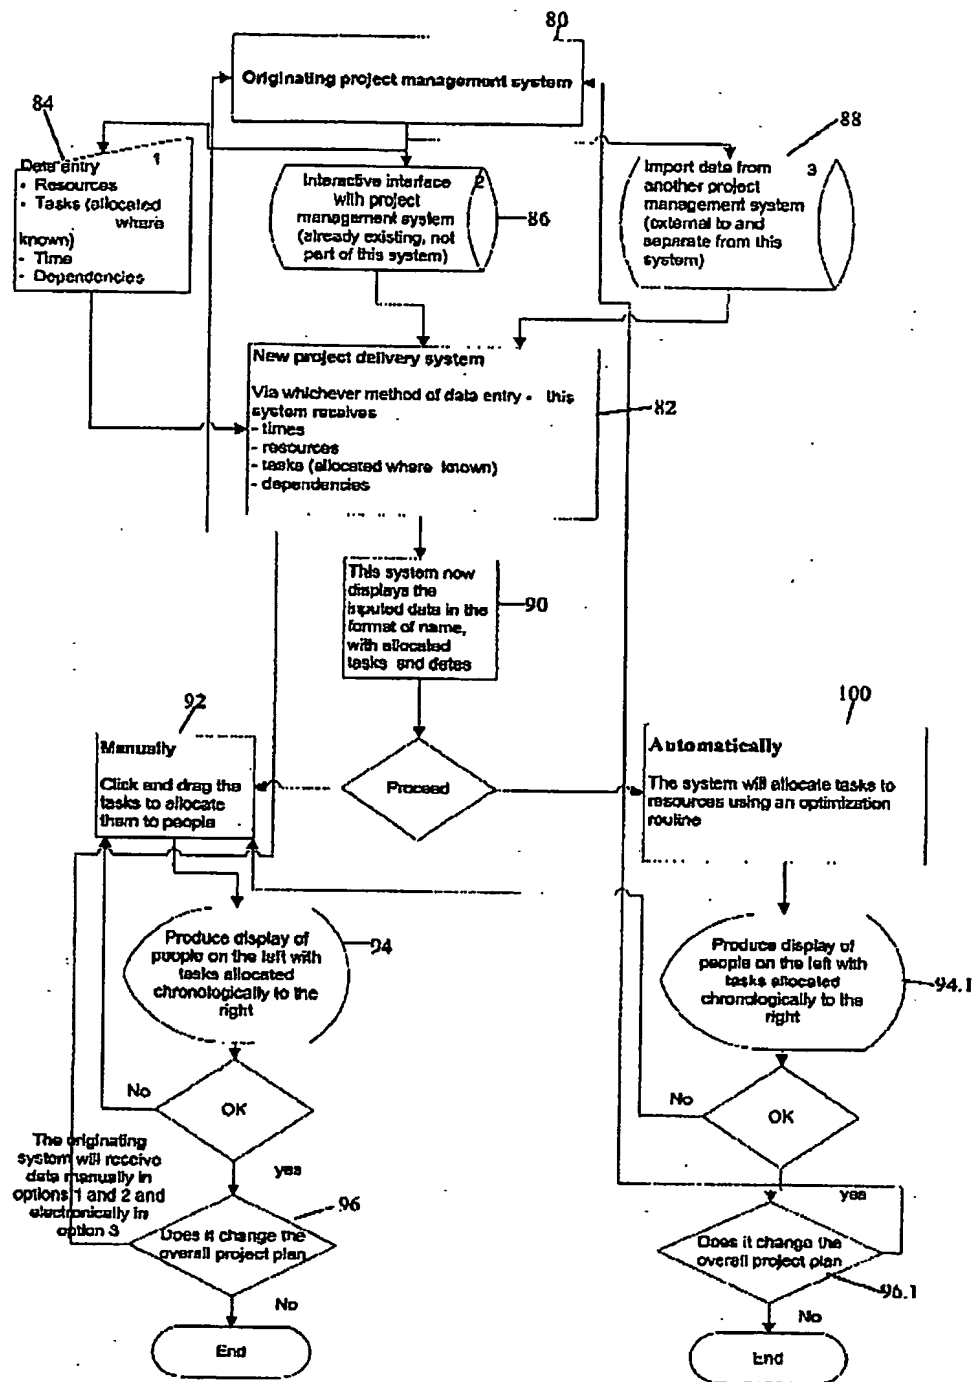 80
Originating project management system
84
1
Data entry
- Resources
- Tasks (allocated
where
known)
- Time
- Dependencies
2
Interactive interface
with project
management system
(already existing, not
part of this system)
86
88
3
Import data from
another project
management system
(external to and
separate from this
system)
New project delivery system
Via whichever method of data entry - this
system receives
- times
- resources
- tasks (allocated where known)
- dependencies
82
This system now
displays the
inputed data in the
format of name,
with allocated
tasks and dates
90
92
Manually
Click and drag the
tasks to allocate
them to people
Proceed
100
Automatically
The system will allocate tasks to
resources using an optimization
routine
Produce display of
people on the left with
tasks allocated
chronologically to the
right
94
Produce display of
people on the left with
tasks allocated
chronologically to the
right
94.1
No
OK
yes
No
OK
yes
The originating
system will receive
data manually in
options 1 and 2 and
electronically in
option 3
96
Does it change the
overall project plan
No
End
Does it change the
overall project plan
96.1
No
End